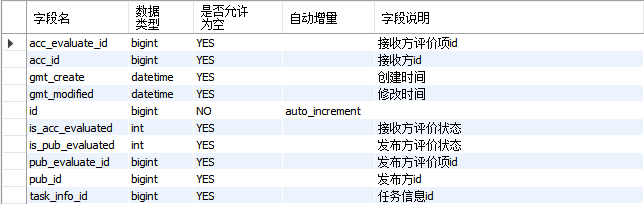 字段名 数据类型 是否允许为空 自动增量 字段说明
acc_evaluate_id bigint YES 接收方评价项id
acc_id bigint YES 接收方id
gmt_create datetime YES 创建时间
gmt_modified datetime YES 修改时间
id bigint NO auto_increment
is_acc_evaluated int YES 接收方评价状态
is_pub_evaluated int YES 发布方评价状态
pub_evaluate_id bigint YES 发布方评价项id
pub_id bigint YES 发布方id
task_info_id bigint YES 任务信息id